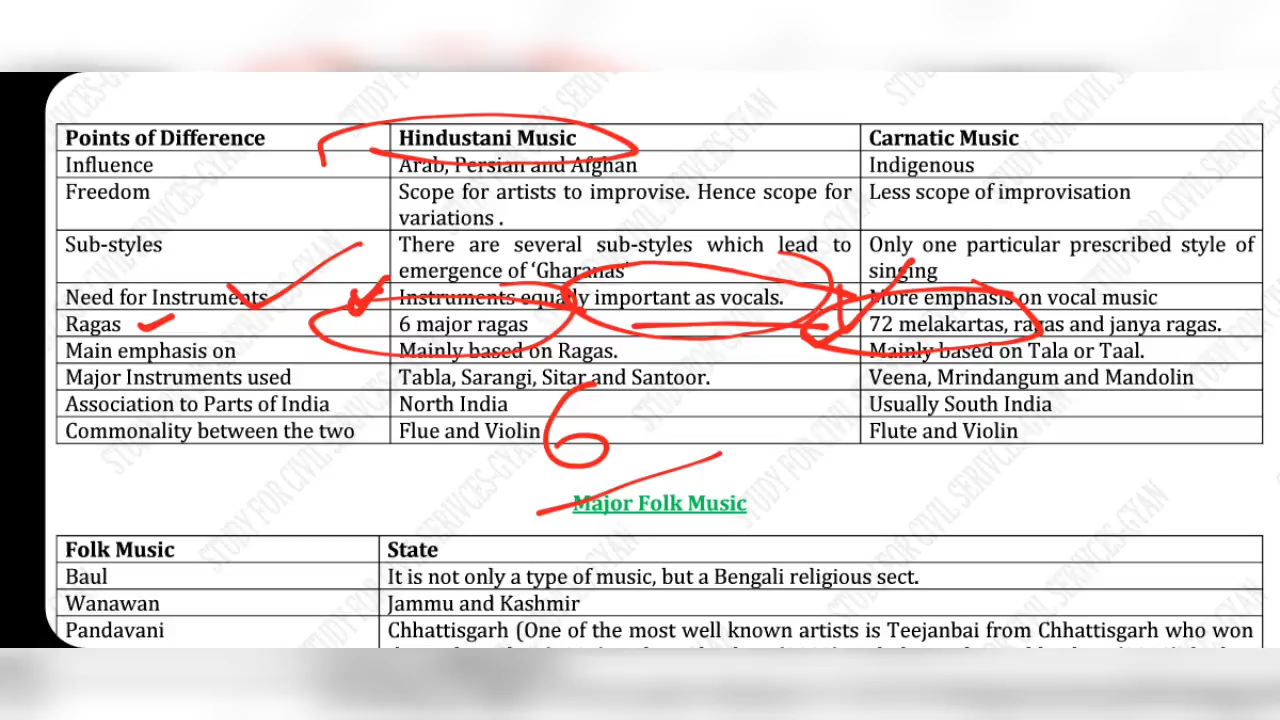 Points of Difference Hindustani Music Carnatic Music
Influence Arab, Persian and Afghan Indigenous
Freedom Scope for artists to improvise. Hence scope for variations . Less scope of improvisation
Sub-styles There are several sub-styles which lead to emergence of ‘Gharanas’ Only one particular prescribed style of singing
Need for Instruments Instruments equally important as vocals. More emphasis on vocal music
Ragas 6 major ragas 72 melakartas, ragas and janya ragas.
Main emphasis on Mainly based on Ragas. Mainly based on Tala or Taal.
Major Instruments used Tabla, Sarangi, Sitar and Santoor. Veena, Mrindangum and Mandolin
Association to Parts of India North India Usually South India
Commonality between the two Flue and Violin Flute and Violin
6
Major Folk Music
Folk Music State
Baul It is not only a type of music, but a Bengali religious sect.
Wanawan Jammu and Kashmir
Pandavani Chhattisgarh (One of the most well known artists is Teejanbai from Chhattisgarh who won
STUDY FOR CIVIL SERIVCES-GYAN